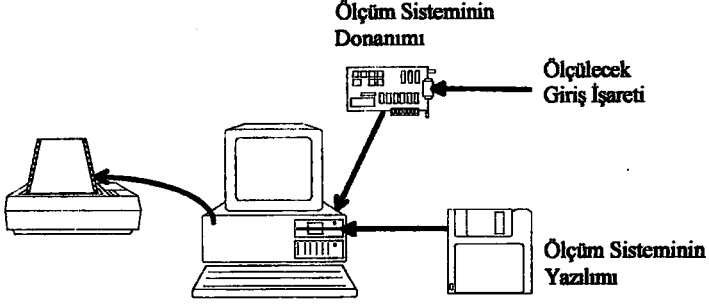 Ölçüm Sisteminin
Donanımı
Ölçülecek
Giriş İşareti
Ölçüm Sisteminin
Yazılımı